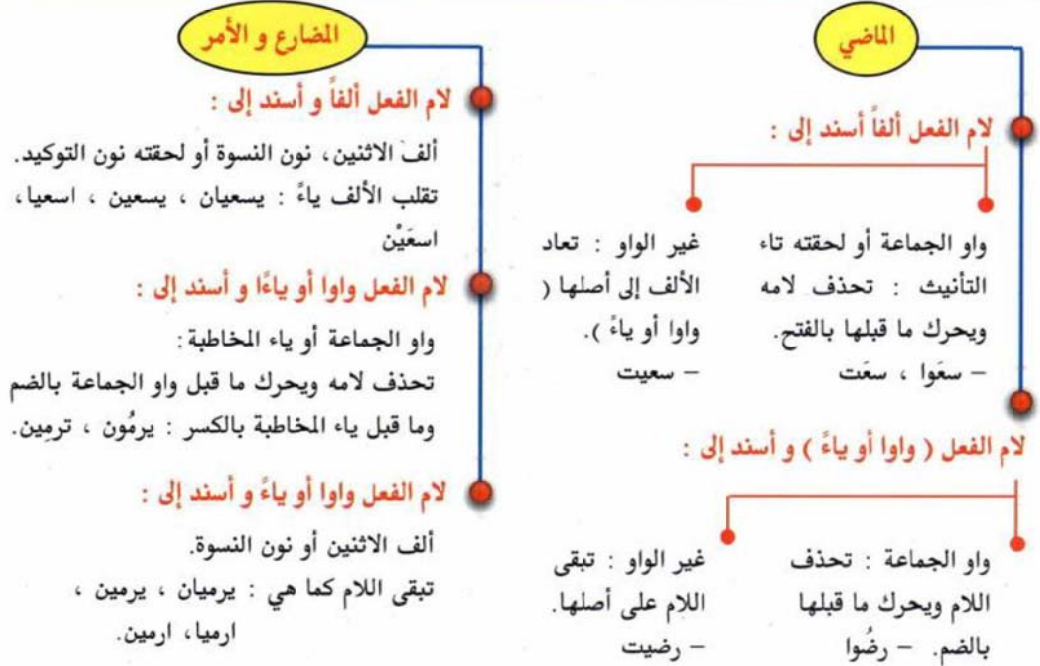 الماضي
لام الفعل ألفاً أسند إلى :
واو الجماعة أو لحقته تاء
التأنيث : تحذف لامه
ويحرك ما قبلها بالفتح.
– سعَوا ، سعَت
غير الواو : تعاد
الألف إلى أصلها (
واوا أو ياءً ).
– سعيت
لام الفعل ( واوا أو ياءً ) و أسند إلى :
واو الجماعة : تحذف
اللام ويحرك ما قبلها
بالضم. – رضُوا
غير الواو : تبقى
اللام على أصلها.
– رضيت
المضارع و الأمر
لام الفعل ألفاً و أسند إلى :
ألف الاثنين، نون النسوة أو لحقته نون التوكيد.
تقلب الألف ياءً : يسعيان ، يسعين ، اسعيا،
اسعَيْن
لام الفعل واوا أو ياءًا و أسند إلى :
واو الجماعة أو ياء المخاطبة :
تحذف لامه ويحرك ما قبل واو الجماعة بالضم
وما قبل ياء المخاطبة بالكسر : يرمُون ، ترمِين.
لام الفعل واوا أو ياءً و أسند إلى :
ألف الاثنين أو نون النسوة.
تبقى اللام كما هي : يرميان ، يرمين ،
ارميا، ارمين.